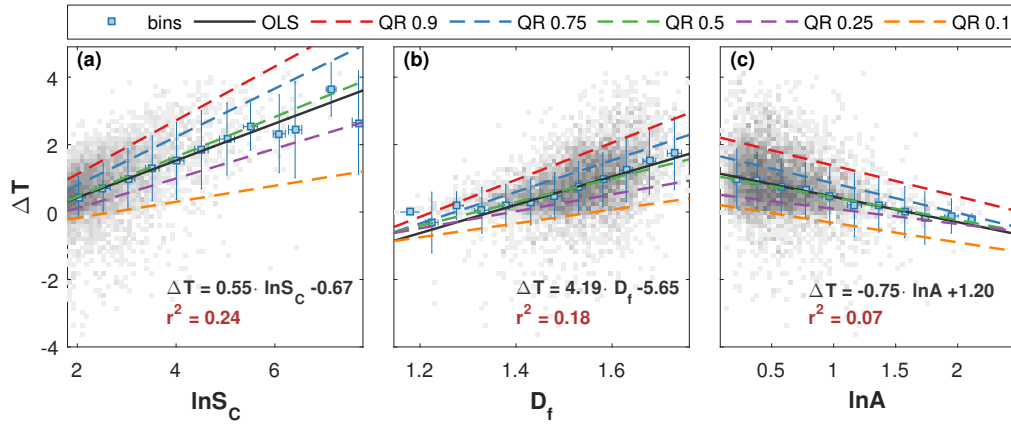 bins OLS QR 0.9 QR 0.75 QR 0.5 QR 0.25 QR 0.1
(a) (b) (c)
4
2
0
-2
-4
ΔT
ΔT = 0.55· lnS_C -0.67
r² = 0.24
ΔT = 4.19· D_f -5.65
r² = 0.18
ΔT = -0.75· lnA +1.20
r² = 0.07
2 4 6 1.2 1.4 1.6 0.5 1 1.5 2
lnS_C D_f lnA